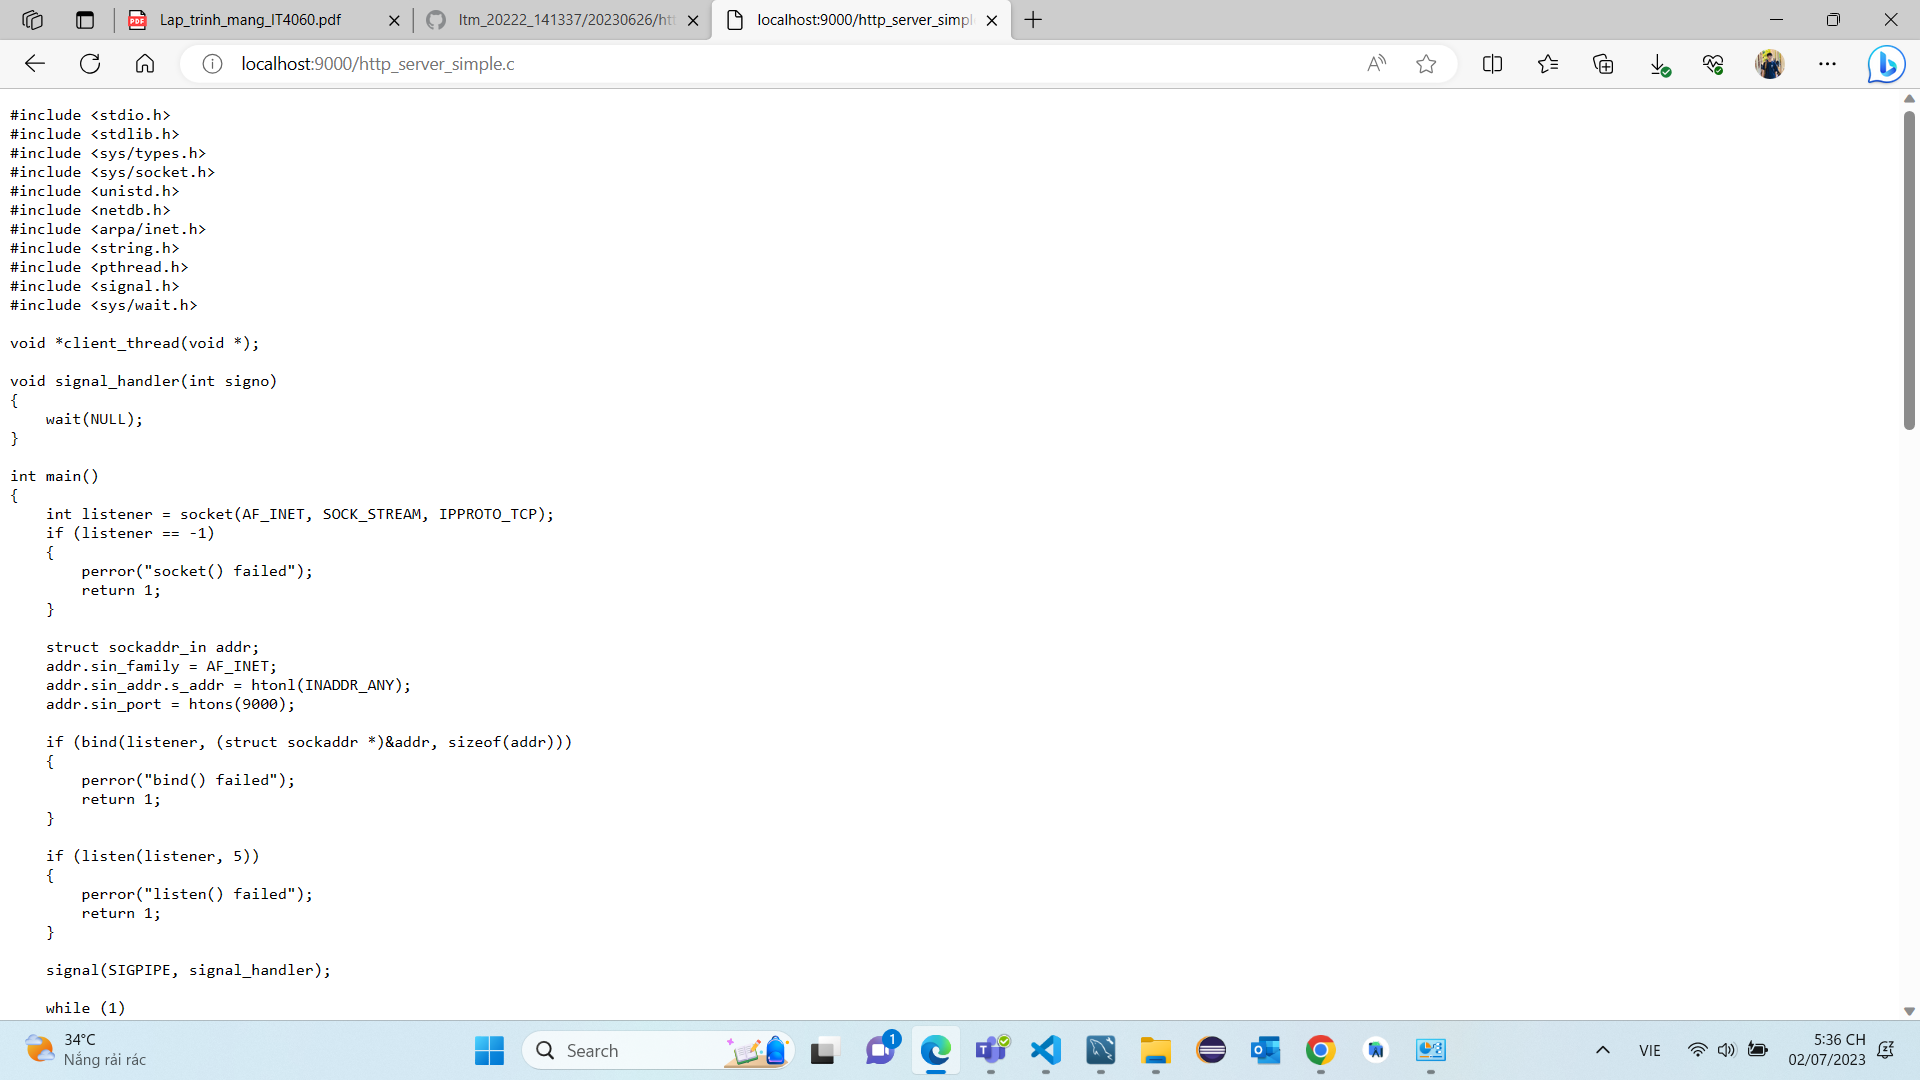 Lap_trinh_mang_IT4060.pdf
ltm_20222_141337/20230626/htt
localhost:9000/http_server_simple
localhost:9000/http_server_simple.c
#include <stdio.h>
#include <stdlib.h>
#include <sys/types.h>
#include <sys/socket.h>
#include <unistd.h>
#include <netdb.h>
#include <arpa/inet.h>
#include <string.h>
#include <pthread.h>
#include <signal.h>
#include <sys/wait.h>
void *client_thread(void *);
void signal_handler(int signo)
{
    wait(NULL);
}
int main()
{
    int listener = socket(AF_INET, SOCK_STREAM, IPPROTO_TCP);
    if (listener == -1)
    {
        perror("socket() failed");
        return 1;
    }
    struct sockaddr_in addr;
    addr.sin_family = AF_INET;
    addr.sin_addr.s_addr = htonl(INADDR_ANY);
    addr.sin_port = htons(9000);
    if (bind(listener, (struct sockaddr *)&addr, sizeof(addr)))
    {
        perror("bind() failed");
        return 1;
    }
    if (listen(listener, 5))
    {
        perror("listen() failed");
        return 1;
    }
    signal(SIGPIPE, signal_handler);
    while (1)
34°C
Nắng rải rác
Search
1
VIE
5:36 CH
02/07/2023